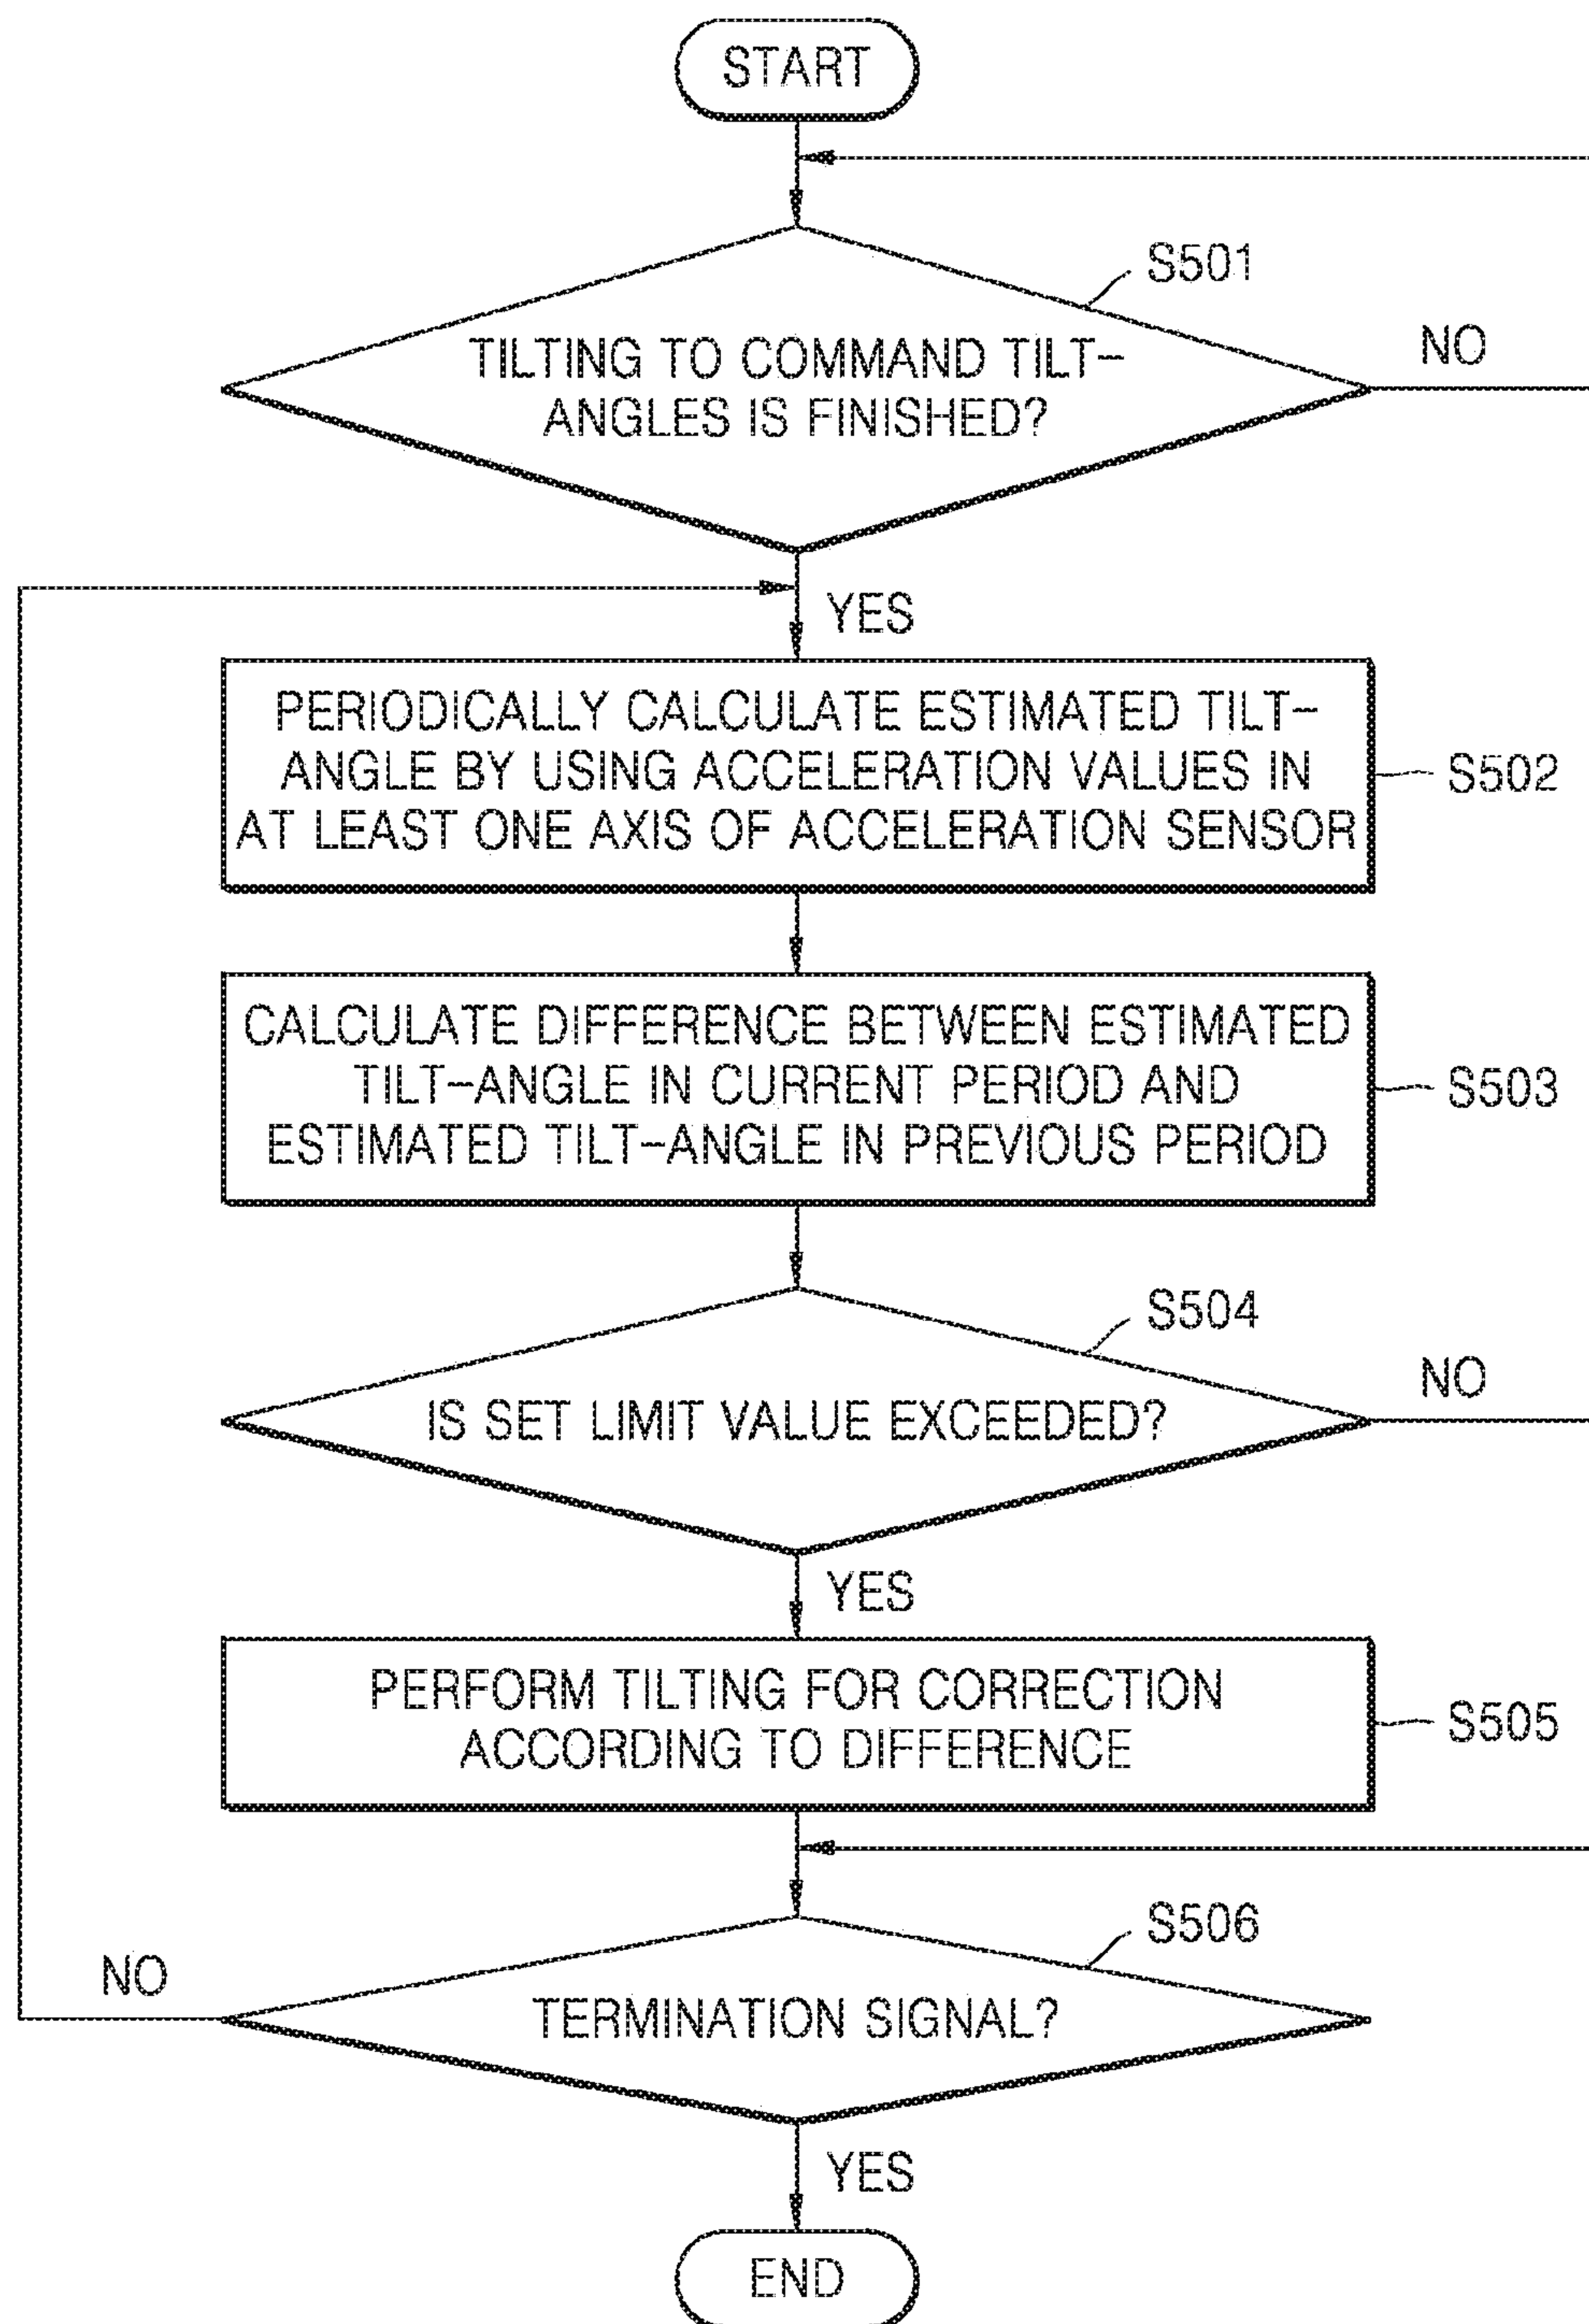 START
S501
TILTING TO COMMAND TILT-
ANGLES IS FINISHED?
NO
YES
PERIODICALLY CALCULATE ESTIMATED TILT-
ANGLE BY USING ACCELERATION VALUES IN
AT LEAST ONE AXIS OF ACCELERATION SENSOR
S502
CALCULATE DIFFERENCE BETWEEN ESTIMATED
TILT-ANGLE IN CURRENT PERIOD AND
ESTIMATED TILT-ANGLE IN PREVIOUS PERIOD
S503
S504
IS SET LIMIT VALUE EXCEEDED?
NO
YES
PERFORM TILTING FOR CORRECTION
ACCORDING TO DIFFERENCE
S505
S506
NO
TERMINATION SIGNAL?
YES
END